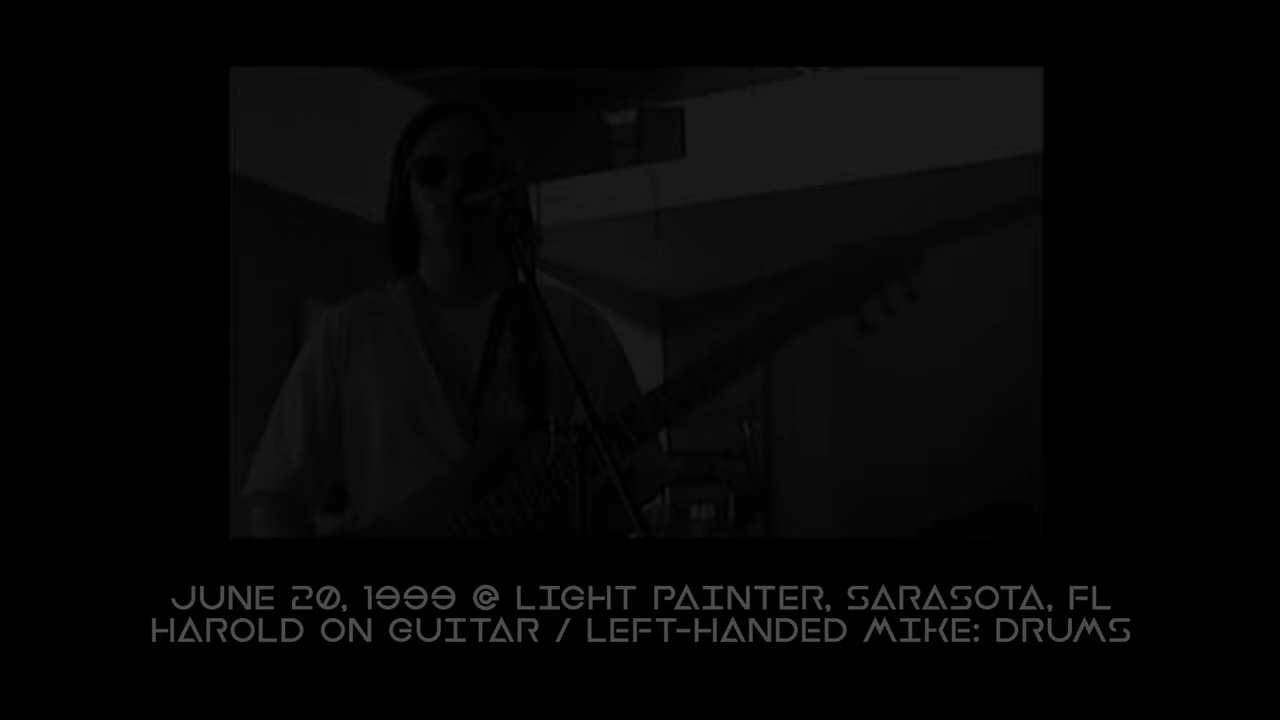 JUNE 20, 1999 @ LIGHT PAINTER, SARASOTA, FL
HAROLD ON GUITAR / LEFT-HANDED MIKE: DRUMS